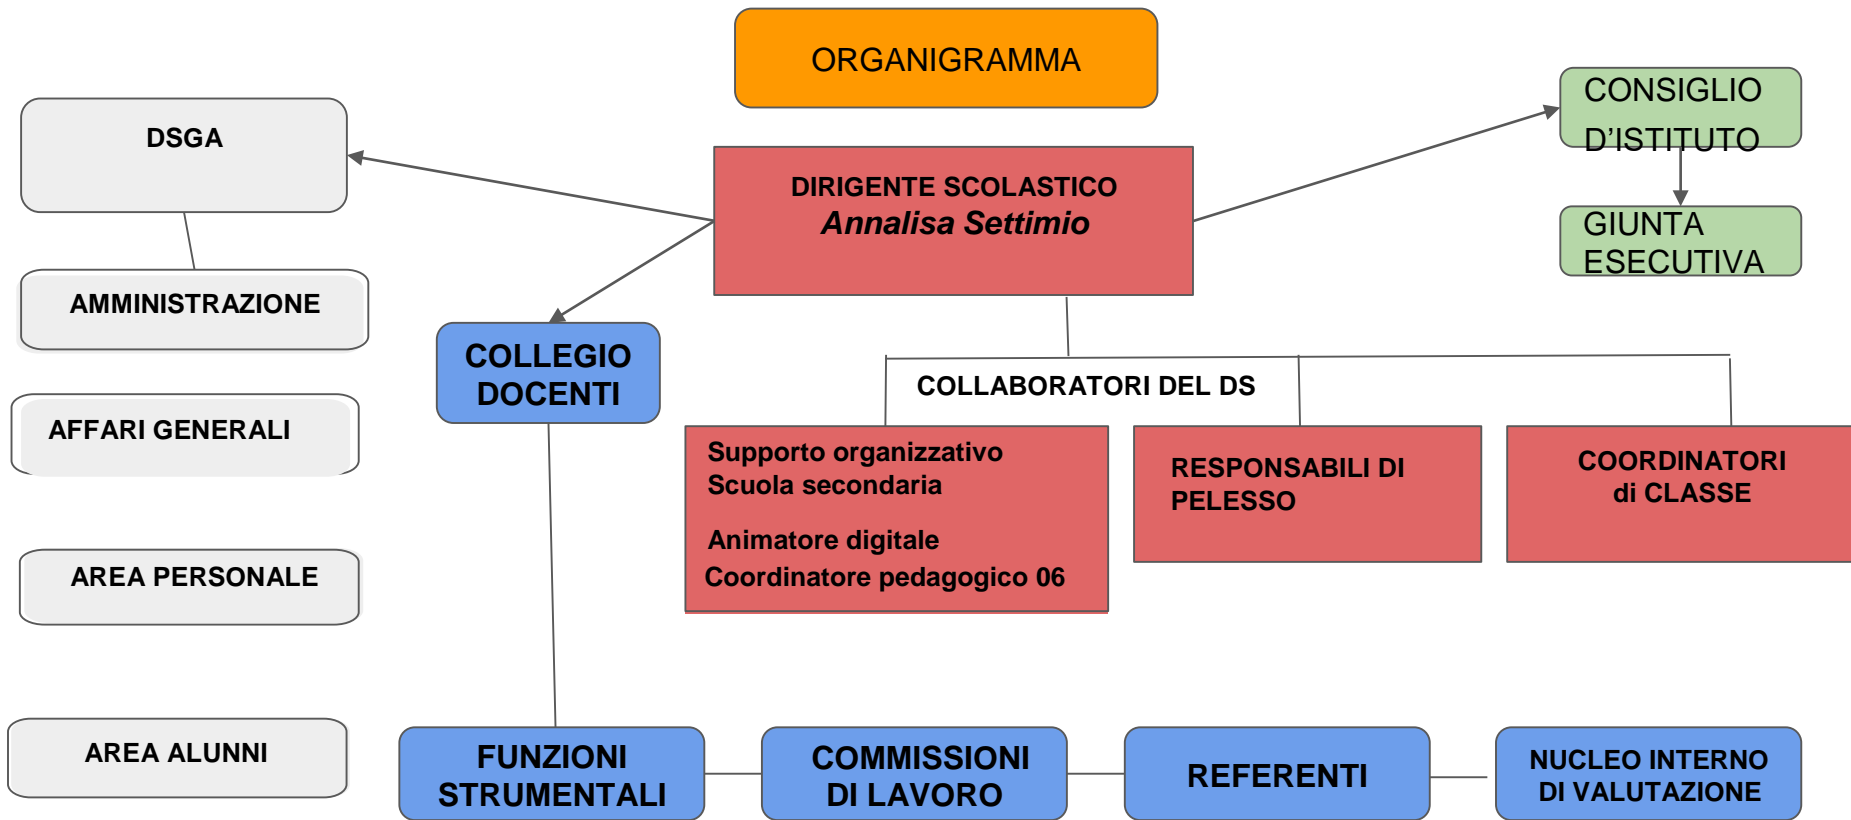 ORGANIGRAMMA
CONSIGLIO
D'ISTITUTO
DSGA
DIRIGENTE SCOLASTICO
Annalisa Settimio
GIUNTA
ESECUTIVA
AMMINISTRAZIONE
COLLEGIO
DOCENTI
COLLABORATORI DEL DS
AFFARI GENERALI
Supporto organizzativo
Scuola secondaria
Animatore digitale
Coordinatore pedagogico 06
RESPONSABILI DI
PELESSO
COORDINATORI
di CLASSE
AREA PERSONALE
AREA ALUNNI
FUNZIONI
STRUMENTALI
COMMISSIONI
DI LAVORO
REFERENTI
NUCLEO INTERNO
DI VALUTAZIONE